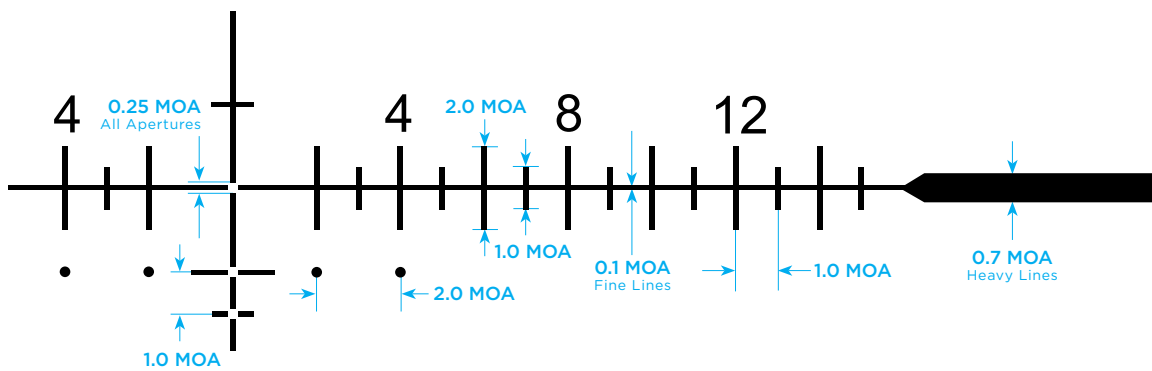 0.25 MOA
All Apertures
4
4
2.0 MOA
8
12
1.0 MOA
0.1 MOA
Fine Lines
1.0 MOA
0.7 MOA
Heavy Lines
2.0 MOA
1.0 MOA